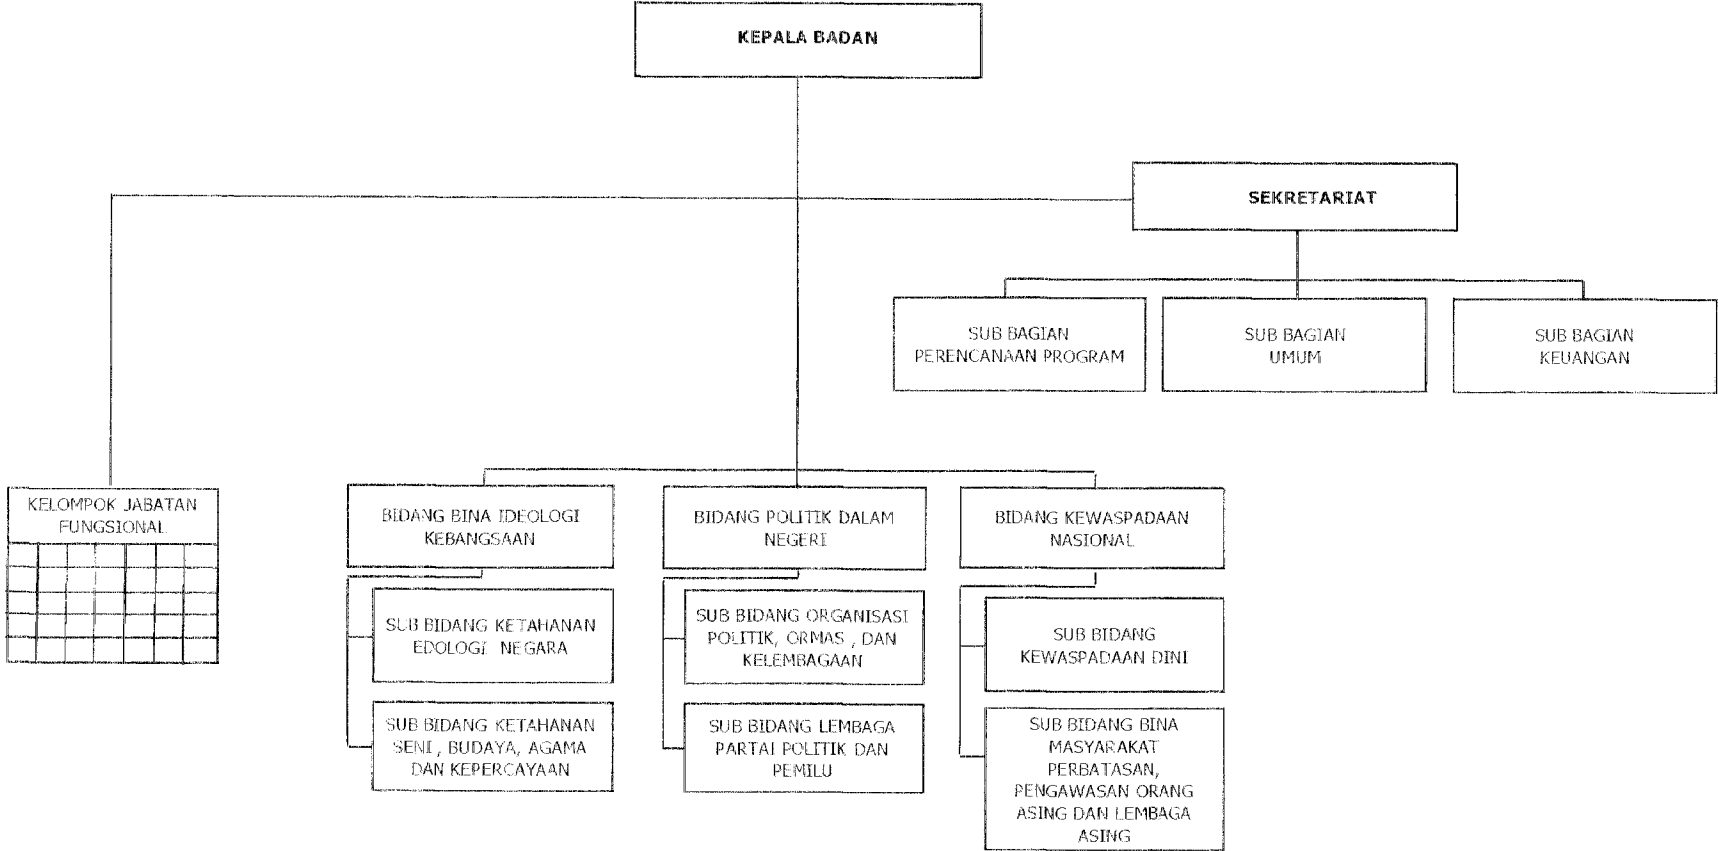 KEPALA BADAN
SEKRETARIAT
SUB BAGIAN
PERENCANAAN PROGRAM
SUB BAGIAN
UMUM
SUB BAGIAN
KEUANGAN
KELOMPOK JABATAN
FUNGSIONAL
BIDANG BINA IDEOLOGI
KEBANGSAAN
SUB BIDANG KETAHANAN
EDOLOGI NEGARA
SUB BIDANG KETAHANAN
SENI , BUDAYA, AGAMA
DAN KEPERCAYAAN
BIDANG POLITIK DALAM
NEGERI
SUB BIDANG ORGANISASI
POLITIK, ORMAS , DAN
KELEMBAGAAN
SUB BIDANG LEMBAGA
PARTAI POLITIK DAN
PEMILU
BIDANG KEWASPADAAN
NASIONAL
SUB BIDANG
KEWASPADAAN DINI
SUB BIDANG BINA
MASYARAKAT
PERBATASAN,
PENGAWASAN ORANG
ASING DAN LEMBAGA
ASING